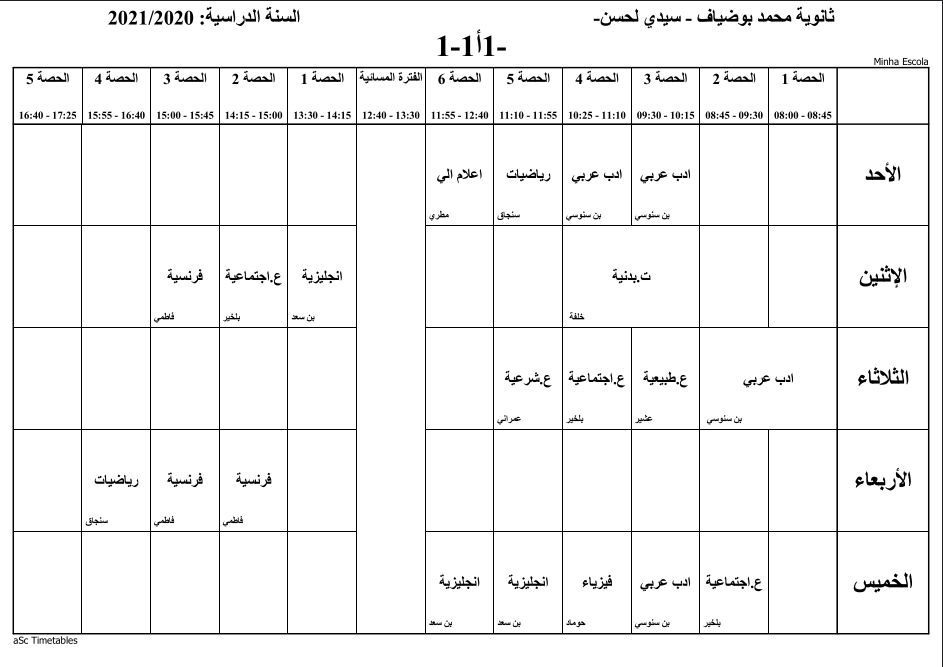 ثانوية محمد بوضياف - سيدي لحسن-
السنة الدراسية: 2021/2020
1-1أ1-
Minha Escola
الحصة 1 الحصة 2 الحصة 3 الحصة 4 الحصة 5 الحصة 6 الفترة المسائية الحصة 1 الحصة 2 الحصة 3 الحصة 4 الحصة 5
08:00 - 08:45 08:45 - 09:30 09:30 - 10:15 10:25 - 11:10 11:10 - 11:55 11:55 - 12:40 12:40 - 13:30 13:30 - 14:15 14:15 - 15:00 15:00 - 15:45 15:55 - 16:40 16:40 - 17:25
الأحد ادب عربي ادب عربي رياضيات اعلام الي
بن سنوسي بن سنوسي سنجاق مطري
الإثنين ت.بدنية انجليزية ع.اجتماعية فرنسية
خلفة بن سعد بلخير فاطمي
الثلاثاء ادب عربي ع.طبيعية ع.اجتماعية ع.شرعية
بن سنوسي عشير بلخير عمراني
الأربعاء فرنسية فرنسية رياضيات
فاطمي فاطمي سنجاق
الخميس ع.اجتماعية ادب عربي فيزياء انجليزية انجليزية
بلخير بن سنوسي حوماد بن سعد بن سعد
aSc Timetables